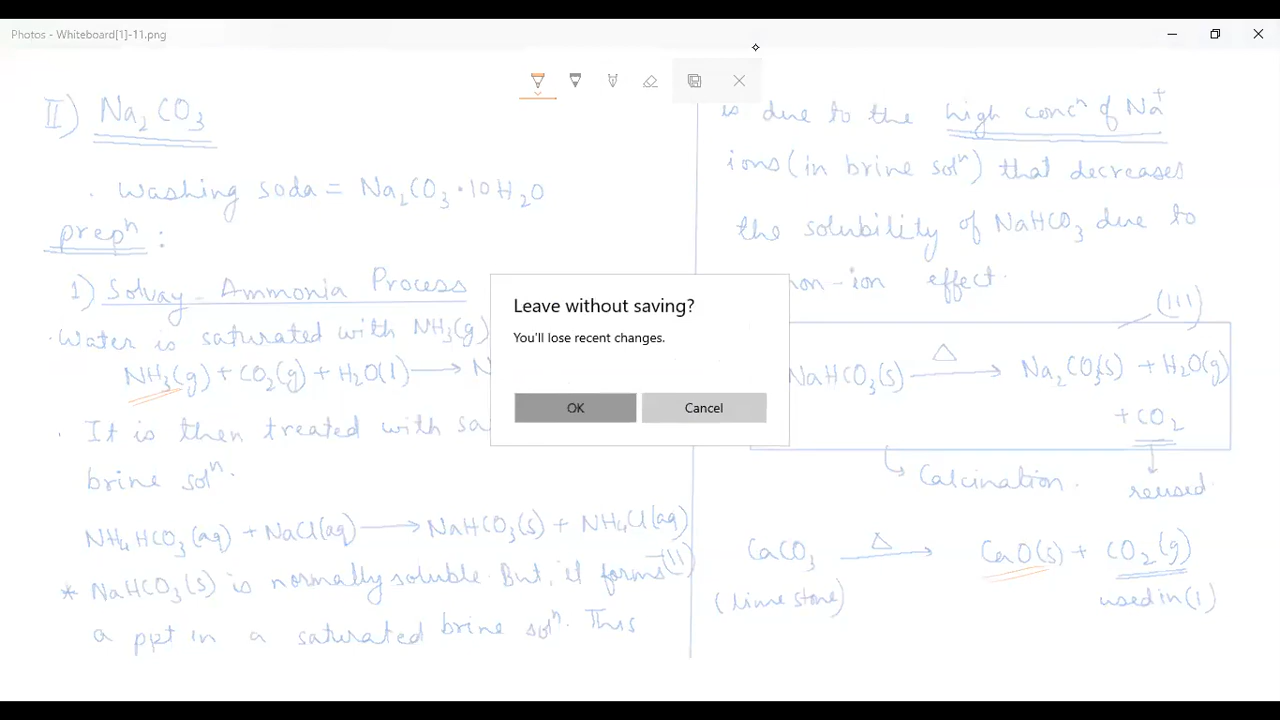 Photos - Whiteboard[1]-11.png
II) Na₂CO₃
. Washing soda = Na₂CO₃·10H₂O
prepⁿ :
1) Solvay - Ammonia Process
. Water is saturated with NH₃(g)
NH₃(g) + CO₂(g) + H₂O(l) ⟶ N
. It is then treated with sa
brine solⁿ.
NH₄HCO₃(aq) + NaCl(aq) ⟶ NaHCO₃(s) + NH₄Cl(aq)
—(II)
* NaHCO₃(s) is normally soluble. But, it forms
a ppt in a saturated brine solⁿ. This
is due to the high concⁿ of Na⁺
ions (in brine solⁿ) that decreases
the solubility of NaHCO₃ due to
mon-ion effect.
(III)
NaHCO₃(s) —Δ→ Na₂CO₃(s) + H₂O(g)
+ CO₂
↳ Calcination.
reused
CaCO₃ —Δ→ CaO(s) + CO₂(g)
(lime stone)
used in (1)
Leave without saving?
You'll lose recent changes.
OK
Cancel